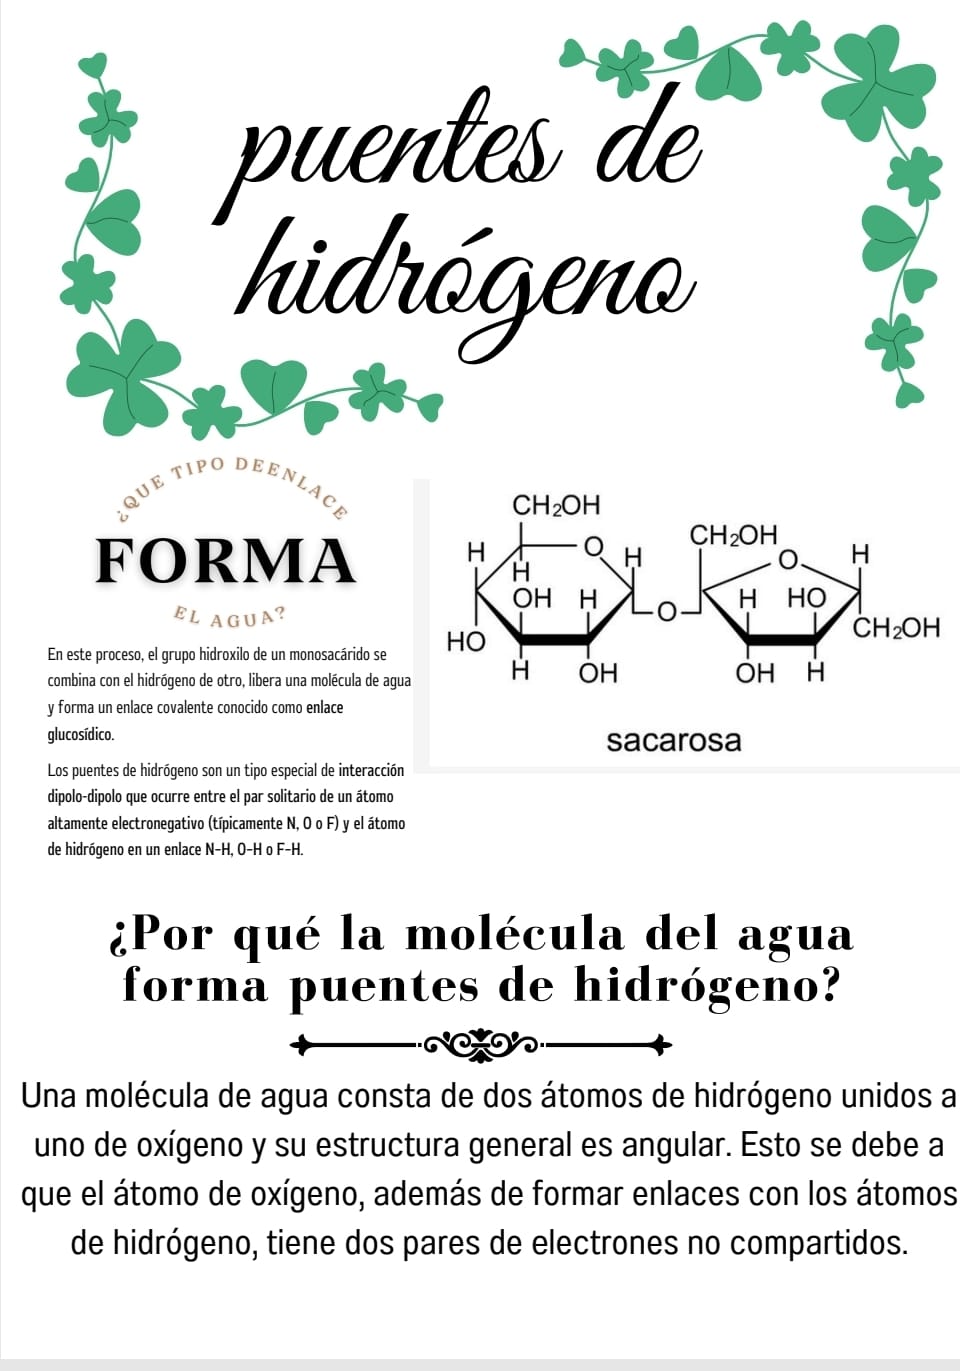 puentes de
hidrógeno
¿QUE TIPO DEENLACE
FORMA
EL AGUA?
En este proceso, el grupo hidroxilo de un monosacárido se
combina con el hidrógeno de otro, libera una molécula de agua
y forma un enlace covalente conocido como enlace
glucosídico.
Los puentes de hidrógeno son un tipo especial de interacción
dipolo-dipolo que ocurre entre el par solitario de un átomo
altamente electronegativo (típicamente N, O o F) y el átomo
de hidrógeno en un enlace N-H, O-H o F-H.
CH₂OH
CH₂OH
H O H O H
H
OH H H HO
HO O CH₂OH
H OH OH H
sacarosa
¿Por qué la molécula del agua
forma puentes de hidrógeno?
Una molécula de agua consta de dos átomos de hidrógeno unidos a
uno de oxígeno y su estructura general es angular. Esto se debe a
que el átomo de oxígeno, además de formar enlaces con los átomos
de hidrógeno, tiene dos pares de electrones no compartidos.